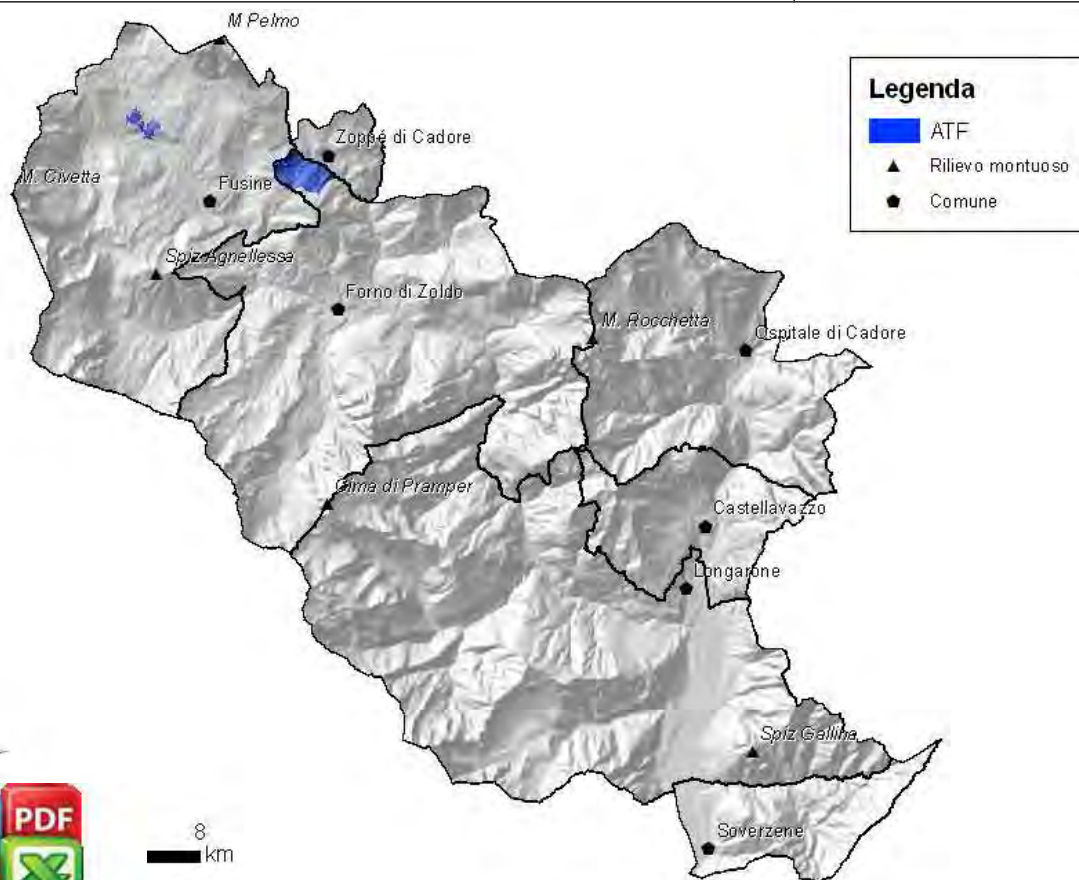 M Pelmo
Legenda
ATF
Rilievo montuoso
Comune
Zoppé di Cadore
M. Civetta
Fusine
Spiz Agnellessa
Forno di Zoldo
M. Rocchetta
Ospitale di Cadore
Cima di Pramper
Castellavazzo
Longarone
Spiz Gallina
Soverzene
8
km
PDF